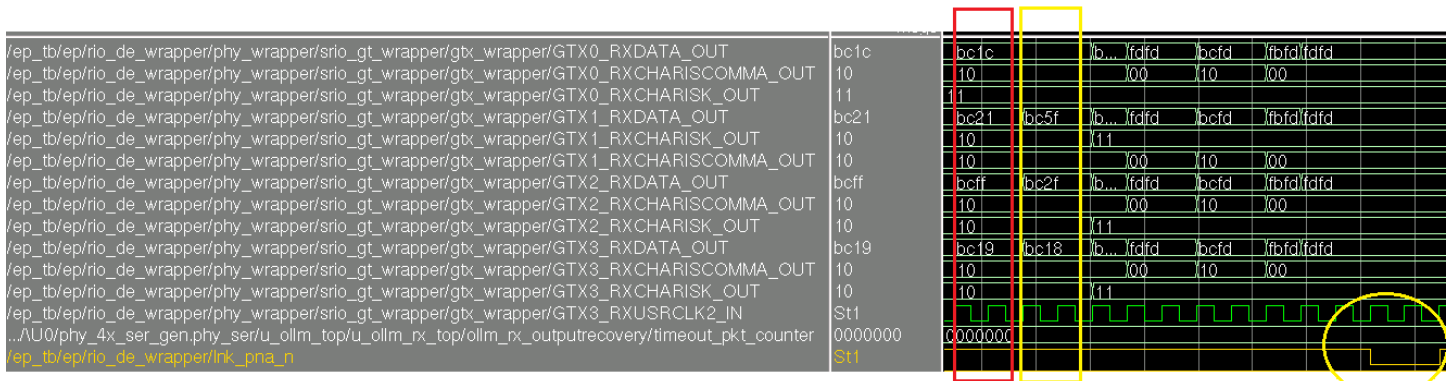 /ep_tb/ep/rio_de_wrapper/phy_wrapper/srio_gt_wrapper/gtx_wrapper/GTX0_RXDATA_OUT bc1c bc1c b... fdfd bcfd fbfd fdfd
/ep_tb/ep/rio_de_wrapper/phy_wrapper/srio_gt_wrapper/gtx_wrapper/GTX0_RXCHARISCOMMA_OUT 10 10 00 10 00
/ep_tb/ep/rio_de_wrapper/phy_wrapper/srio_gt_wrapper/gtx_wrapper/GTX0_RXCHARISK_OUT 11 11
/ep_tb/ep/rio_de_wrapper/phy_wrapper/srio_gt_wrapper/gtx_wrapper/GTX1_RXDATA_OUT bc21 bc21 bc5f b... fdfd bcfd fbfd fdfd
/ep_tb/ep/rio_de_wrapper/phy_wrapper/srio_gt_wrapper/gtx_wrapper/GTX1_RXCHARISK_OUT 10 10 11
/ep_tb/ep/rio_de_wrapper/phy_wrapper/srio_gt_wrapper/gtx_wrapper/GTX1_RXCHARISCOMMA_OUT 10 10 00 10 00
/ep_tb/ep/rio_de_wrapper/phy_wrapper/srio_gt_wrapper/gtx_wrapper/GTX2_RXDATA_OUT bcff bcff bc2f b... fdfd bcfd fbfd fdfd
/ep_tb/ep/rio_de_wrapper/phy_wrapper/srio_gt_wrapper/gtx_wrapper/GTX2_RXCHARISCOMMA_OUT 10 10 00 10 00
/ep_tb/ep/rio_de_wrapper/phy_wrapper/srio_gt_wrapper/gtx_wrapper/GTX2_RXCHARISK_OUT 10 10 11
/ep_tb/ep/rio_de_wrapper/phy_wrapper/srio_gt_wrapper/gtx_wrapper/GTX3_RXDATA_OUT bc19 bc19 bc18 b... fdfd bcfd fbfd fdfd
/ep_tb/ep/rio_de_wrapper/phy_wrapper/srio_gt_wrapper/gtx_wrapper/GTX3_RXCHARISCOMMA_OUT 10 10 00 10 00
/ep_tb/ep/rio_de_wrapper/phy_wrapper/srio_gt_wrapper/gtx_wrapper/GTX3_RXCHARISK_OUT 10 10 11
/ep_tb/ep/rio_de_wrapper/phy_wrapper/srio_gt_wrapper/gtx_wrapper/GTX3_RXUSRCLK2_IN St1
.../U0/phy_4x_ser_gen.phy_ser/u_ollm_top/u_ollm_rx_top/ollm_rx_outputrecovery/timeout_pkt_counter 0000000 0000000
/ep_tb/ep/rio_de_wrapper/lnk_pna_n St1